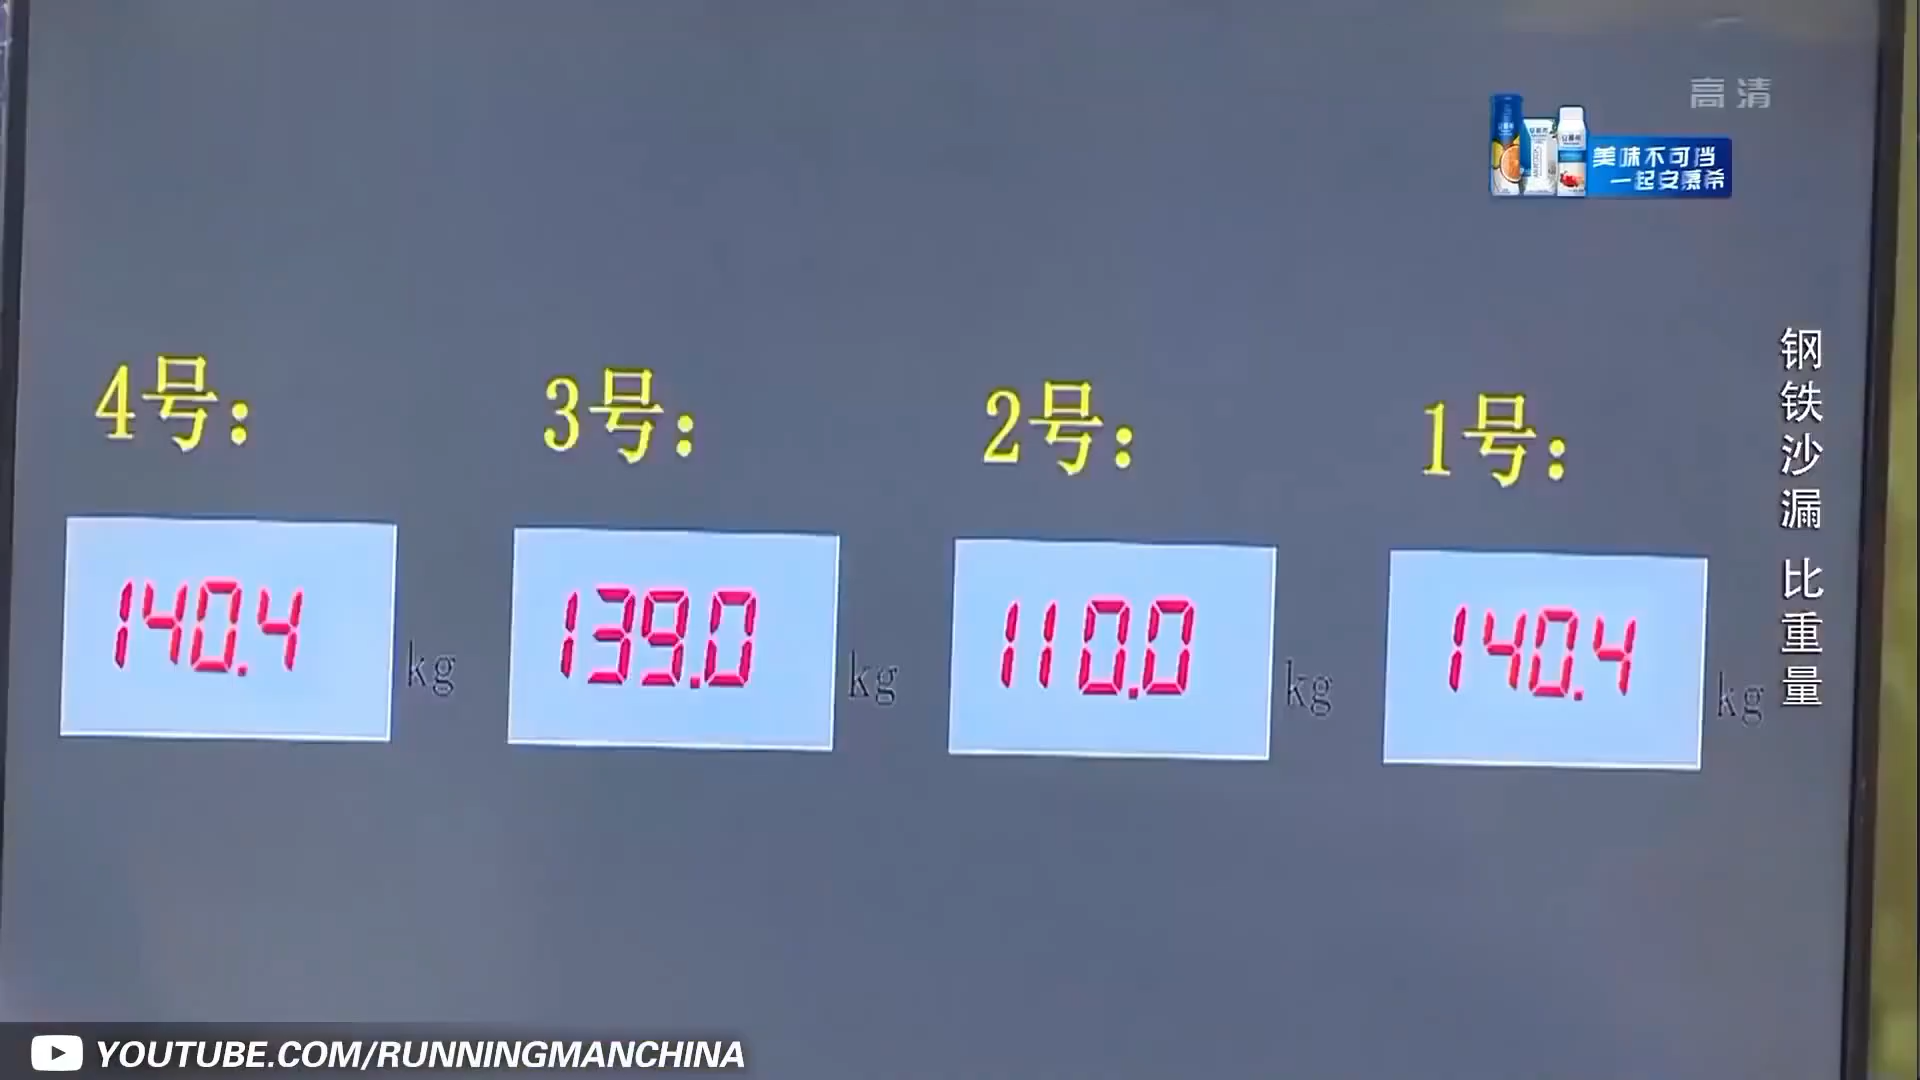 高清
美味不可挡
一起安慕希
4号：
3号：
2号：
1号：
140.4
kg
139.0
kg
110.0
kg
140.4
kg
钢铁沙漏 比重量
YOUTUBE.COM/RUNNINGMANCHINA